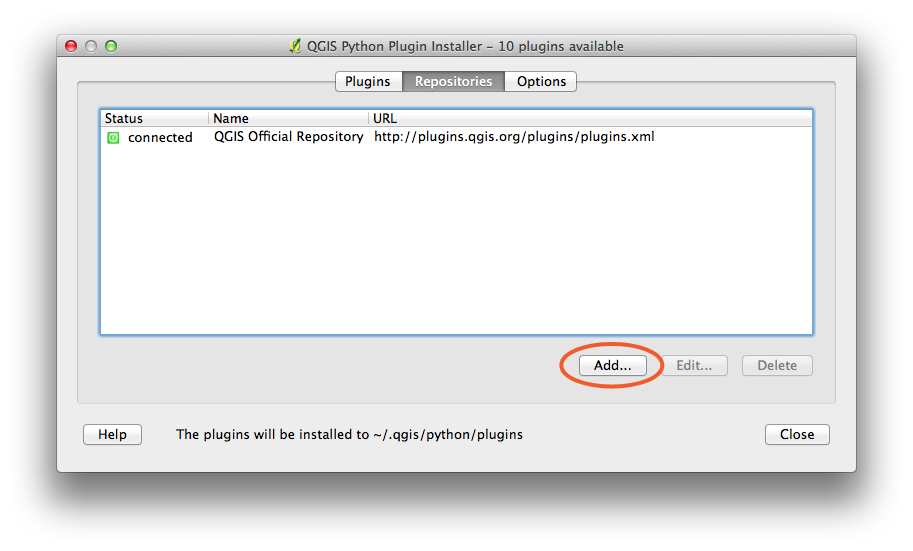 QGIS Python Plugin Installer – 10 plugins available
Plugins Repositories Options
Status Name URL
connected QGIS Official Repository http://plugins.qgis.org/plugins/plugins.xml
Add... Edit... Delete
Help The plugins will be installed to ~/.qgis/python/plugins Close